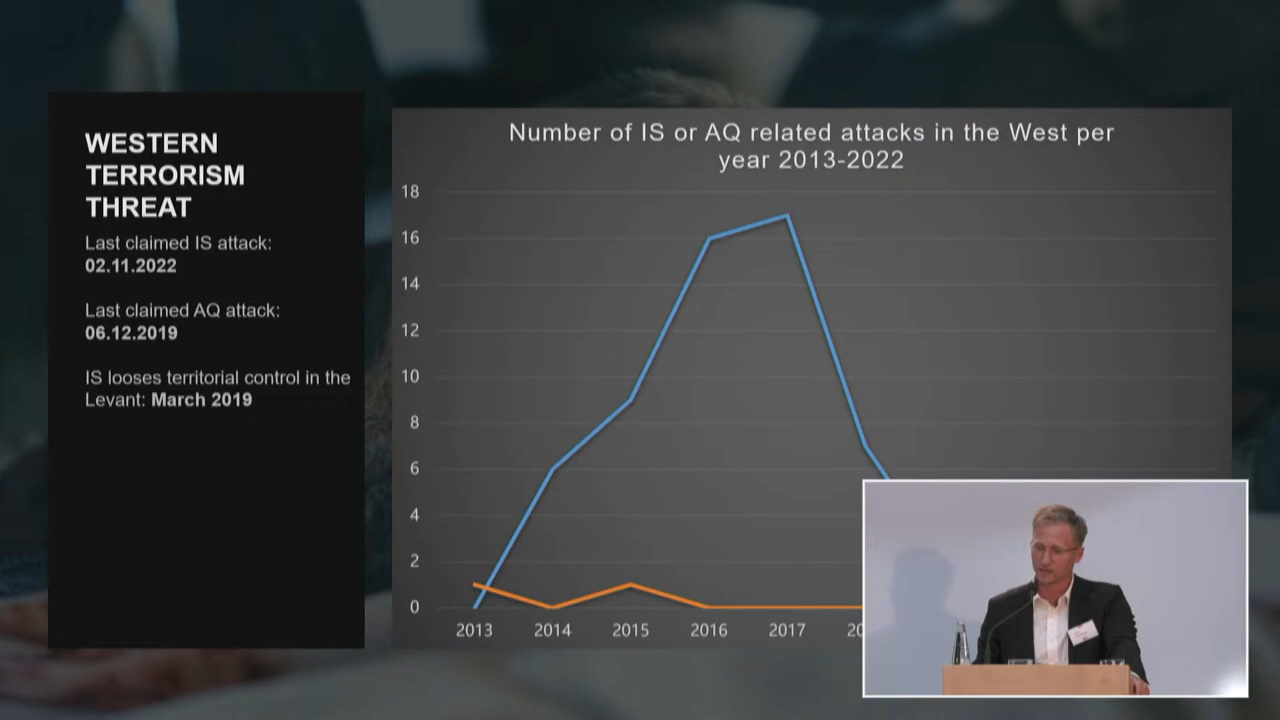 WESTERN
TERRORISM
THREAT
Last claimed IS attack:
02.11.2022
Last claimed AQ attack:
06.12.2019
IS looses territorial control in the
Levant: March 2019
Number of IS or AQ related attacks in the West per
year 2013-2022
18
16
14
12
10
8
6
4
2
0
2013 2014 2015 2016 2017 20